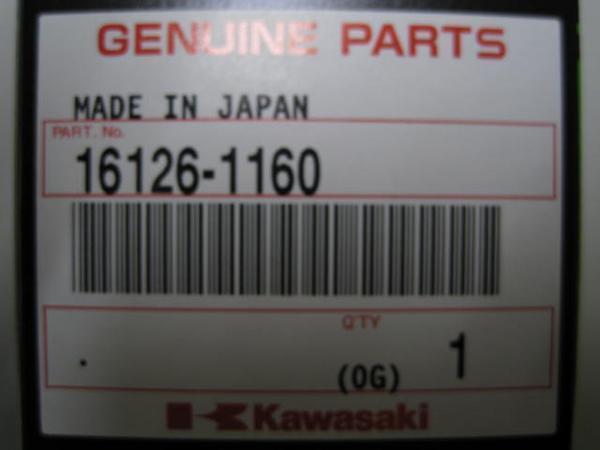 GENUINE PARTS
MADE IN JAPAN
PART. No.
16126-1160
Q'TY
. (OG) 1
Kawasaki